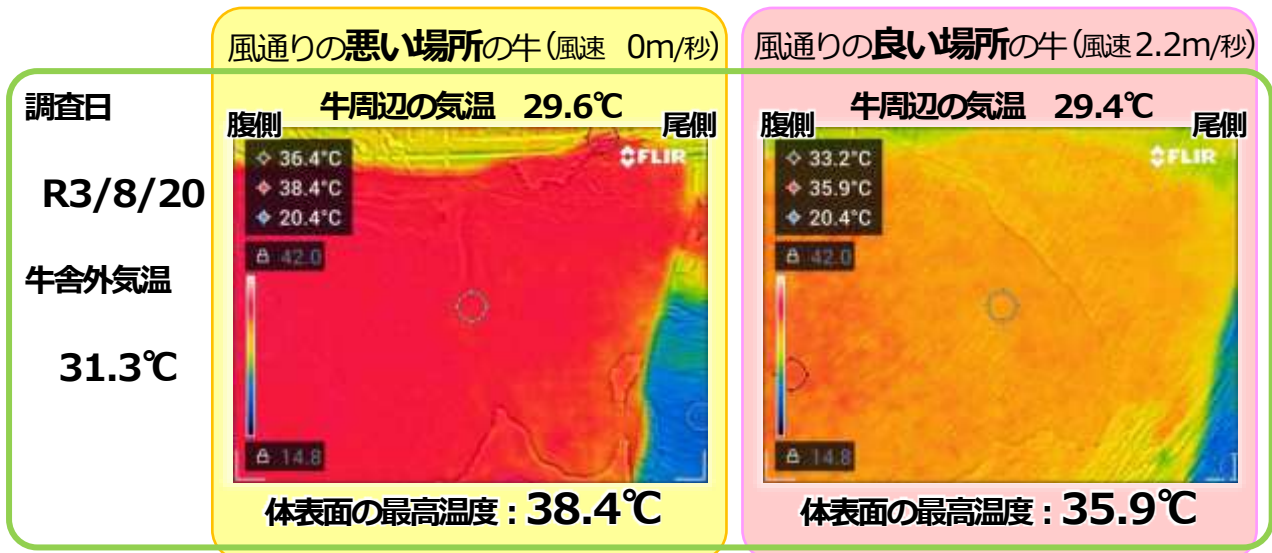 風通りの悪い場所の牛(風速 0m/秒)
風通りの良い場所の牛(風速2.2m/秒)
調査日
R3/8/20
牛舎外気温
31.3℃
牛周辺の気温 29.6℃
腹側
尾側
36.4°C
38.4°C
20.4°C
FLIR
42.0
14.8
体表面の最高温度:38.4℃
牛周辺の気温 29.4℃
腹側
尾側
33.2°C
35.9°C
20.4°C
FLIR
42.0
14.8
体表面の最高温度:35.9℃